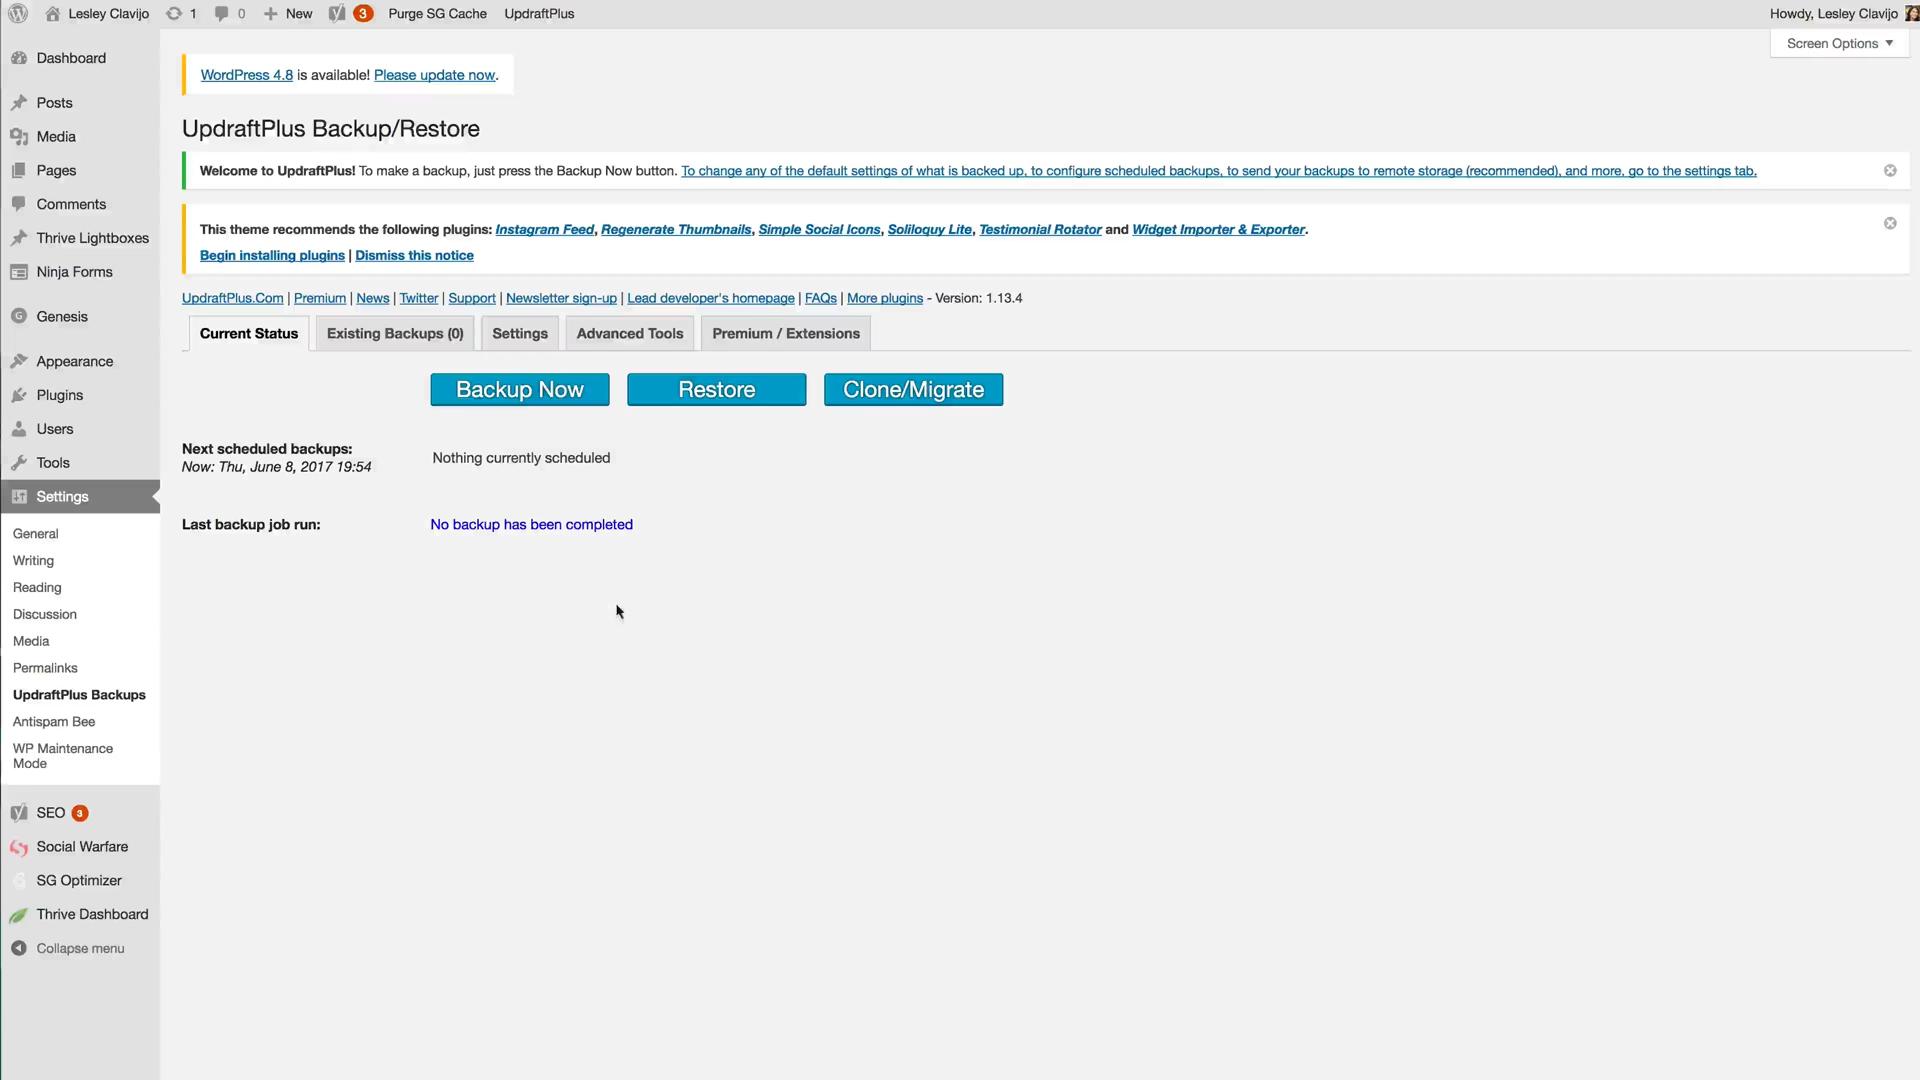 Lesley Clavijo
1
0
New
3
Purge SG Cache
UpdraftPlus
Howdy, Lesley Clavijo
Screen Options
Dashboard
Posts
Media
Pages
Comments
Thrive Lightboxes
Ninja Forms
Genesis
Appearance
Plugins
Users
Tools
Settings
General
Writing
Reading
Discussion
Media
Permalinks
UpdraftPlus Backups
Antispam Bee
WP Maintenance
Mode
SEO 3
Social Warfare
SG Optimizer
Thrive Dashboard
Collapse menu
WordPress 4.8 is available! Please update now.
UpdraftPlus Backup/Restore
Welcome to UpdraftPlus! To make a backup, just press the Backup Now button. To change any of the default settings of what is backed up, to configure scheduled backups, to send your backups to remote storage (recommended), and more, go to the settings tab.
This theme recommends the following plugins: Instagram Feed, Regenerate Thumbnails, Simple Social Icons, Soliloquy Lite, Testimonial Rotator and Widget Importer & Exporter.
Begin installing plugins | Dismiss this notice
UpdraftPlus.Com | Premium | News | Twitter | Support | Newsletter sign-up | Lead developer's homepage | FAQs | More plugins - Version: 1.13.4
Current Status
Existing Backups (0)
Settings
Advanced Tools
Premium / Extensions
Backup Now
Restore
Clone/Migrate
Next scheduled backups:
Now: Thu, June 8, 2017 19:54
Nothing currently scheduled
Last backup job run:
No backup has been completed